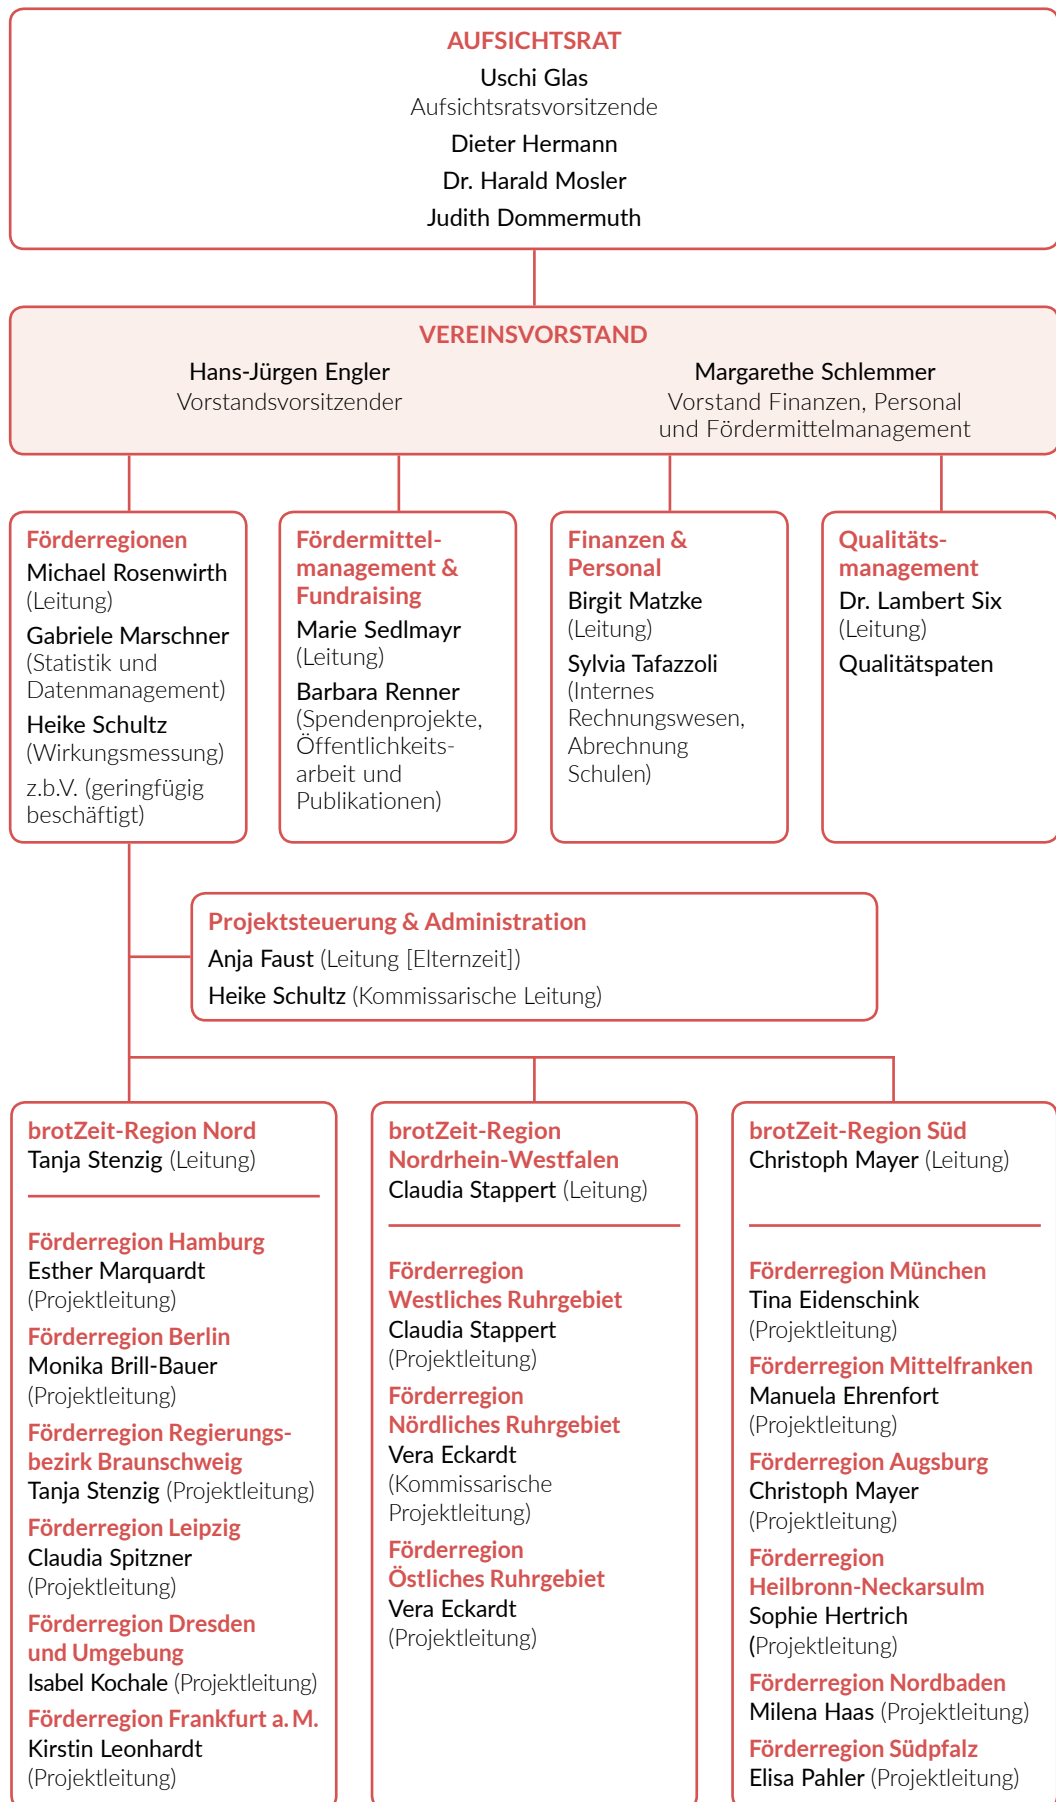 AUFSICHTSRAT
Uschi Glas
Aufsichtsratsvorsitzende
Dieter Hermann
Dr. Harald Mosler
Judith Dommermuth
VEREINSVORSTAND
Hans-Jürgen Engler
Vorstandsvorsitzender
Margarethe Schlemmer
Vorstand Finanzen, Personal
und Fördermittelmanagement
Förderregionen
Michael Rosenwirth
(Leitung)
Gabriele Marschner
(Statistik und
Datenmanagement)
Heike Schultz
(Wirkungsmessung)
z.b.V. (geringfügig
beschäftigt)
Fördermittel-
management &
Fundraising
Marie Sedlmayr
(Leitung)
Barbara Renner
(Spendenprojekte,
Öffentlichkeits-
arbeit und
Publikationen)
Finanzen &
Personal
Birgit Matzke
(Leitung)
Sylvia Tafazzoli
(Internes
Rechnungswesen,
Abrechnung
Schulen)
Qualitäts-
management
Dr. Lambert Six
(Leitung)
Qualitätspaten
Projektsteuerung & Administration
Anja Faust (Leitung [Elternzeit])
Heike Schultz (Kommissarische Leitung)
brotZeit-Region Nord
Tanja Stenzig (Leitung)
Förderregion Hamburg
Esther Marquardt
(Projektleitung)
Förderregion Berlin
Monika Brill-Bauer
(Projektleitung)
Förderregion Regierungs-
bezirk Braunschweig
Tanja Stenzig (Projektleitung)
Förderregion Leipzig
Claudia Spitzner
(Projektleitung)
Förderregion Dresden
und Umgebung
Isabel Kochale (Projektleitung)
Förderregion Frankfurt a. M.
Kirstin Leonhardt
(Projektleitung)
brotZeit-Region
Nordrhein-Westfalen
Claudia Stappert (Leitung)
Förderregion
Westliches Ruhrgebiet
Claudia Stappert
(Projektleitung)
Förderregion
Nördliches Ruhrgebiet
Vera Eckardt
(Kommissarische
Projektleitung)
Förderregion
Östliches Ruhrgebiet
Vera Eckardt
(Projektleitung)
brotZeit-Region Süd
Christoph Mayer (Leitung)
Förderregion München
Tina Eidenschink
(Projektleitung)
Förderregion Mittelfranken
Manuela Ehrenfort
(Projektleitung)
Förderregion Augsburg
Christoph Mayer
(Projektleitung)
Förderregion
Heilbronn-Neckarsulm
Sophie Hertrich
(Projektleitung)
Förderregion Nordbaden
Milena Haas (Projektleitung)
Förderregion Südpfalz
Elisa Pahler (Projektleitung)